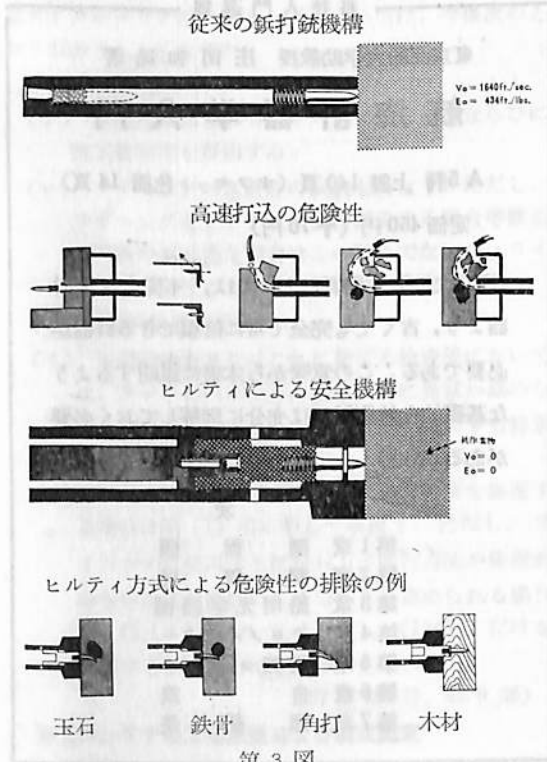 従来の鋲打銃機構
Vo＝1640ft./sec.
Eo＝434ft./lbs.
高速打込の危険性
ヒルティによる安全機構
Vo＝0
Eo＝0
ヒルティ方式による危険性の排除の例
玉石 鉄骨 角打 木材
第 3 図